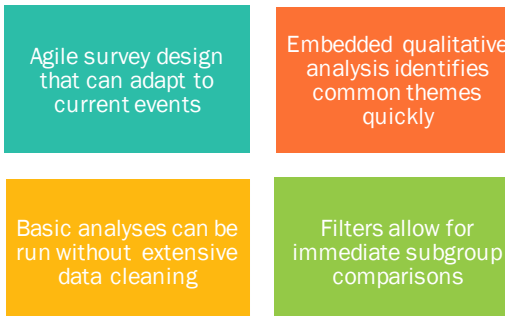 Agile survey design
that can adapt to
current events
Embedded qualitative
analysis identifies
common themes
quickly
Basic analyses can be
run without extensive
data cleaning
Filters allow for
immediate subgroup
comparisons